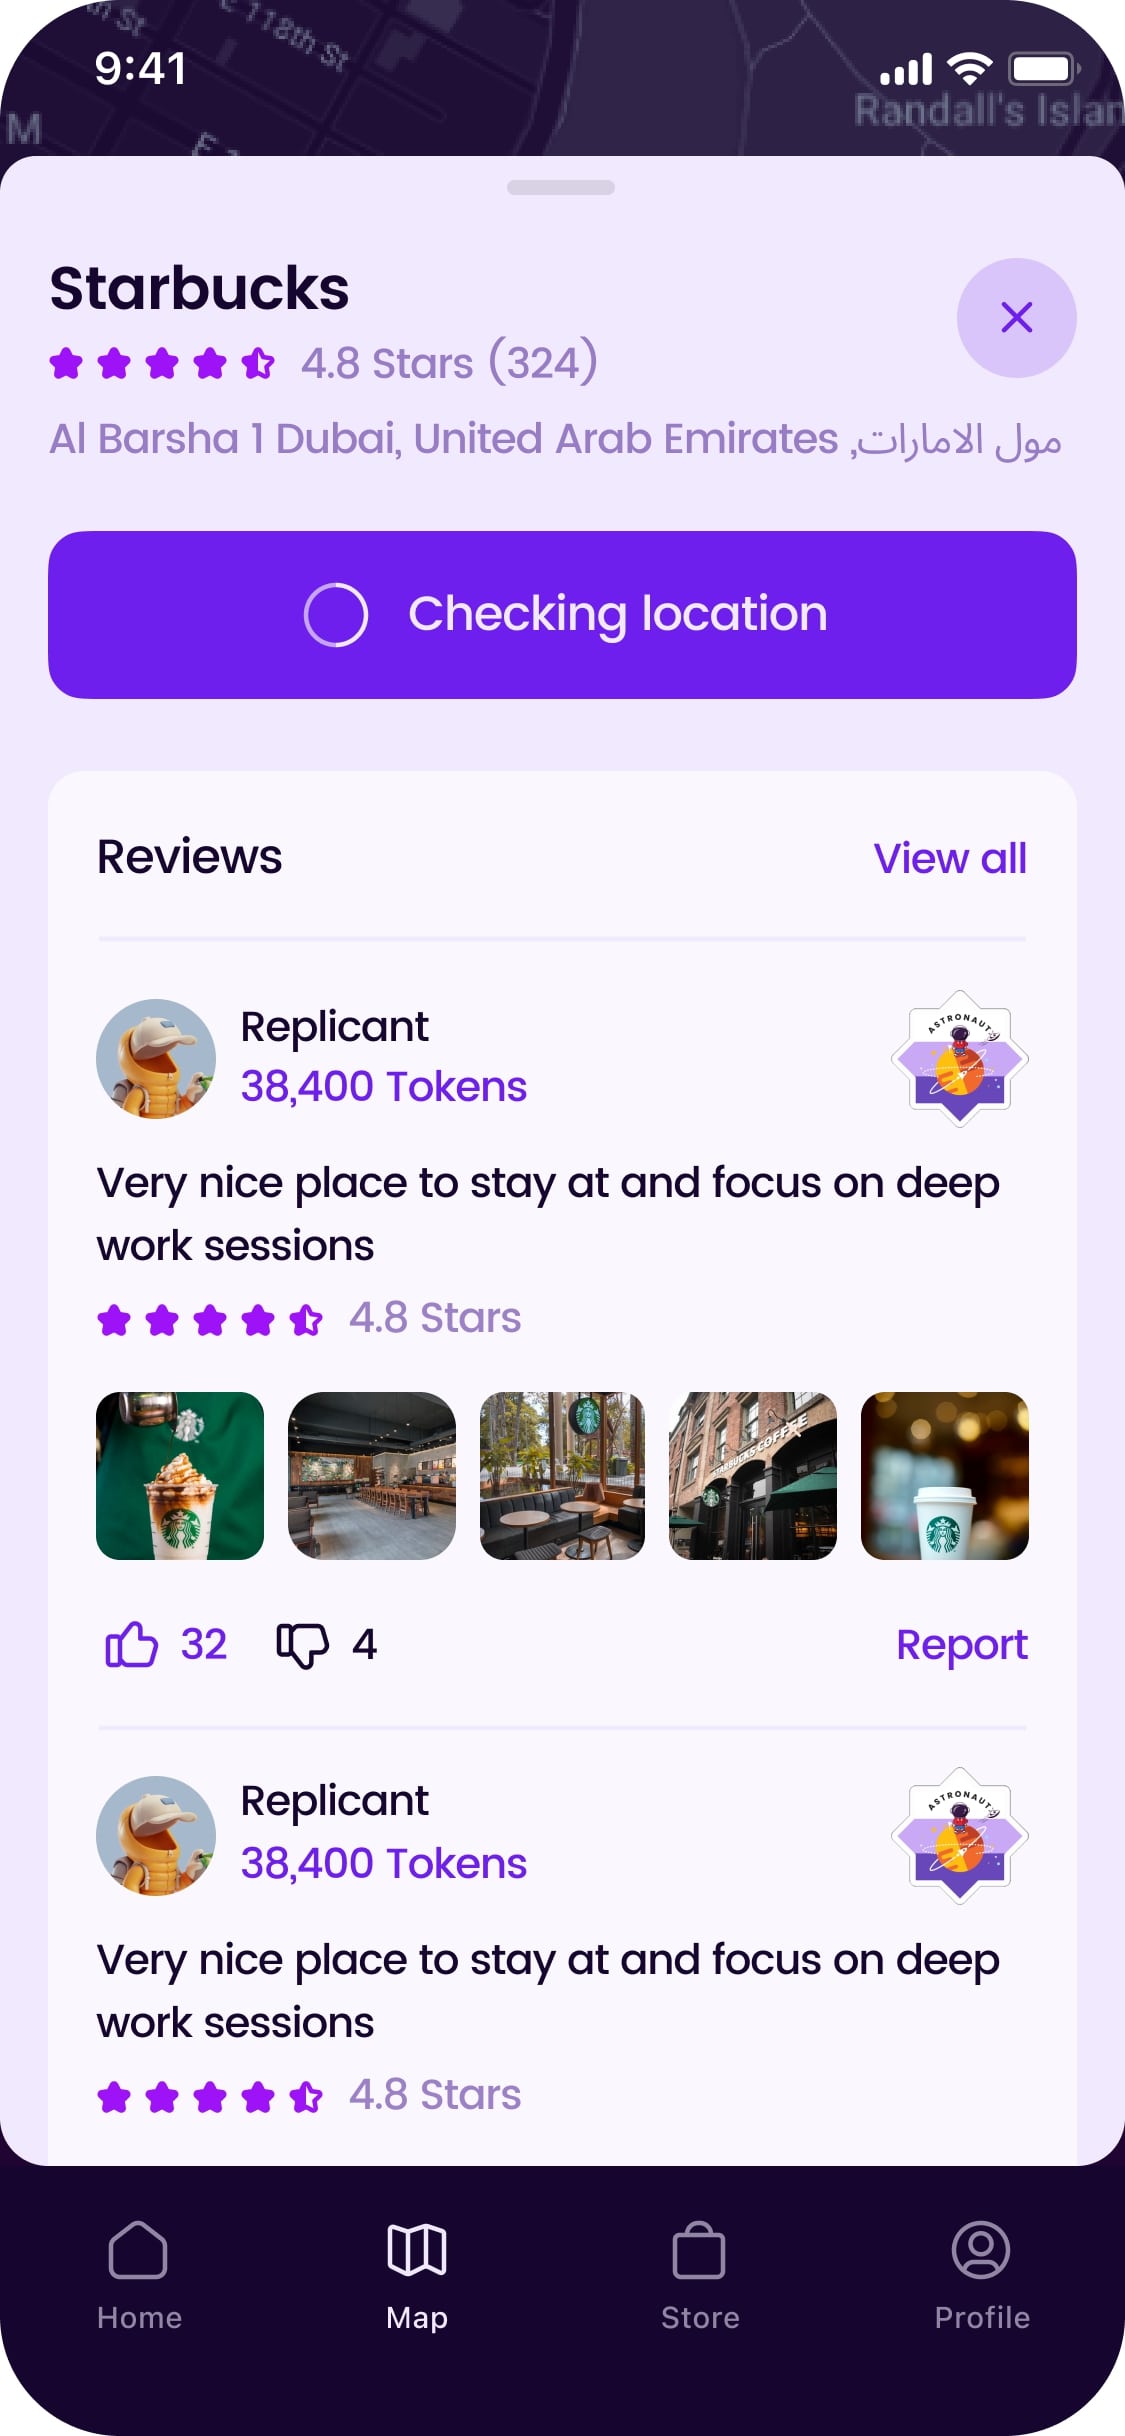 h St
E 118th St
9:41
M
Randall's Islan
Starbucks
4.8 Stars (324)
Al Barsha 1 Dubai, United Arab Emirates ,مول الامارات
Checking location
Reviews
View all
Replicant
38,400 Tokens
ASTRONAUT
Very nice place to stay at and focus on deep
work sessions
4.8 Stars
STARBUCKS COFFEE
32
4
Report
Replicant
38,400 Tokens
ASTRONAUT
Very nice place to stay at and focus on deep
work sessions
4.8 Stars
Home
Map
Store
Profile